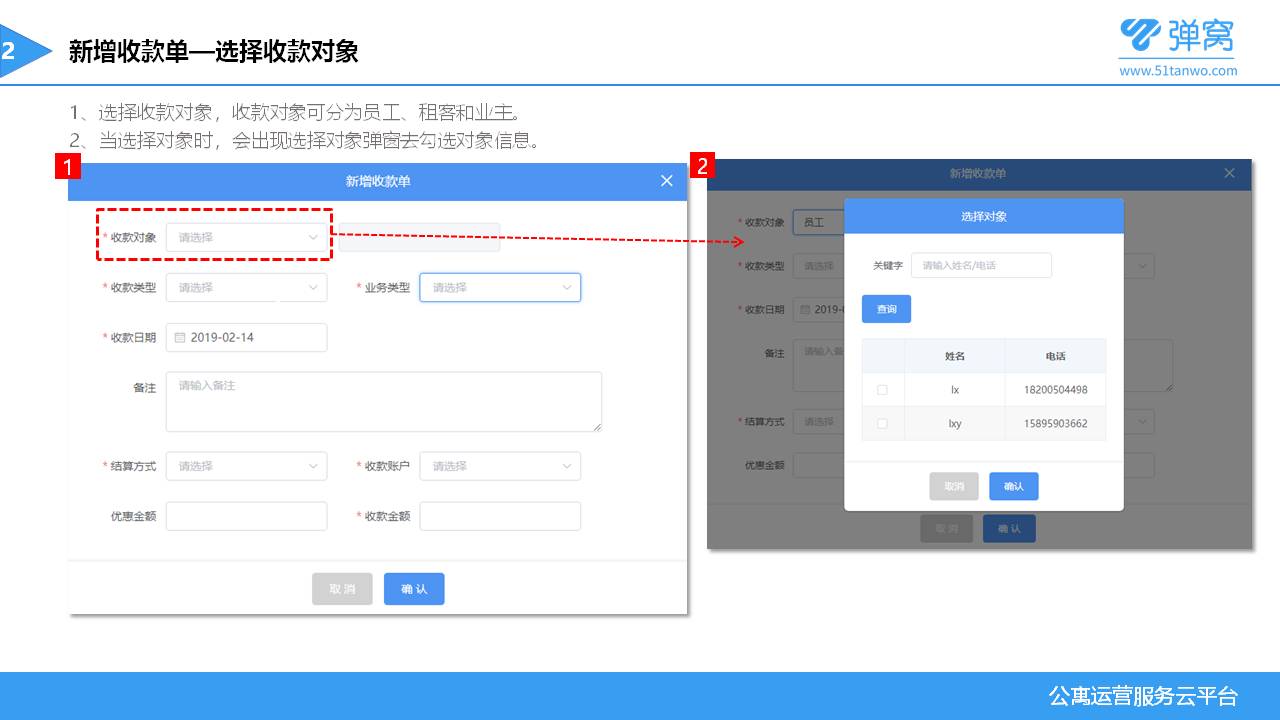 2
新增收款单—选择收款对象
弹窝
www.51tanwo.com
1、选择收款对象，收款对象可分为员工、租客和业主。
2、当选择对象时，会出现选择对象弹窗去勾选对象信息。
1
新增收款单
* 收款对象 请选择
* 收款类型 请选择 * 业务类型 请选择
* 收款日期 2019-02-14
备注 请输入备注
* 结算方式 请选择 * 收款账户 请选择
优惠金额 * 收款金额
取 消 确 认
2
新增收款单
* 收款对象 员工
* 收款类型 请选择
* 收款日期 2019-0
备注 请输入备
* 结算方式 请选择
优惠金额
取 消 确 认
选择对象
关键字 请输入姓名/电话
查询
姓名 电话
lx 18200504498
lxy 15895903662
取消 确认
公寓运营服务云平台